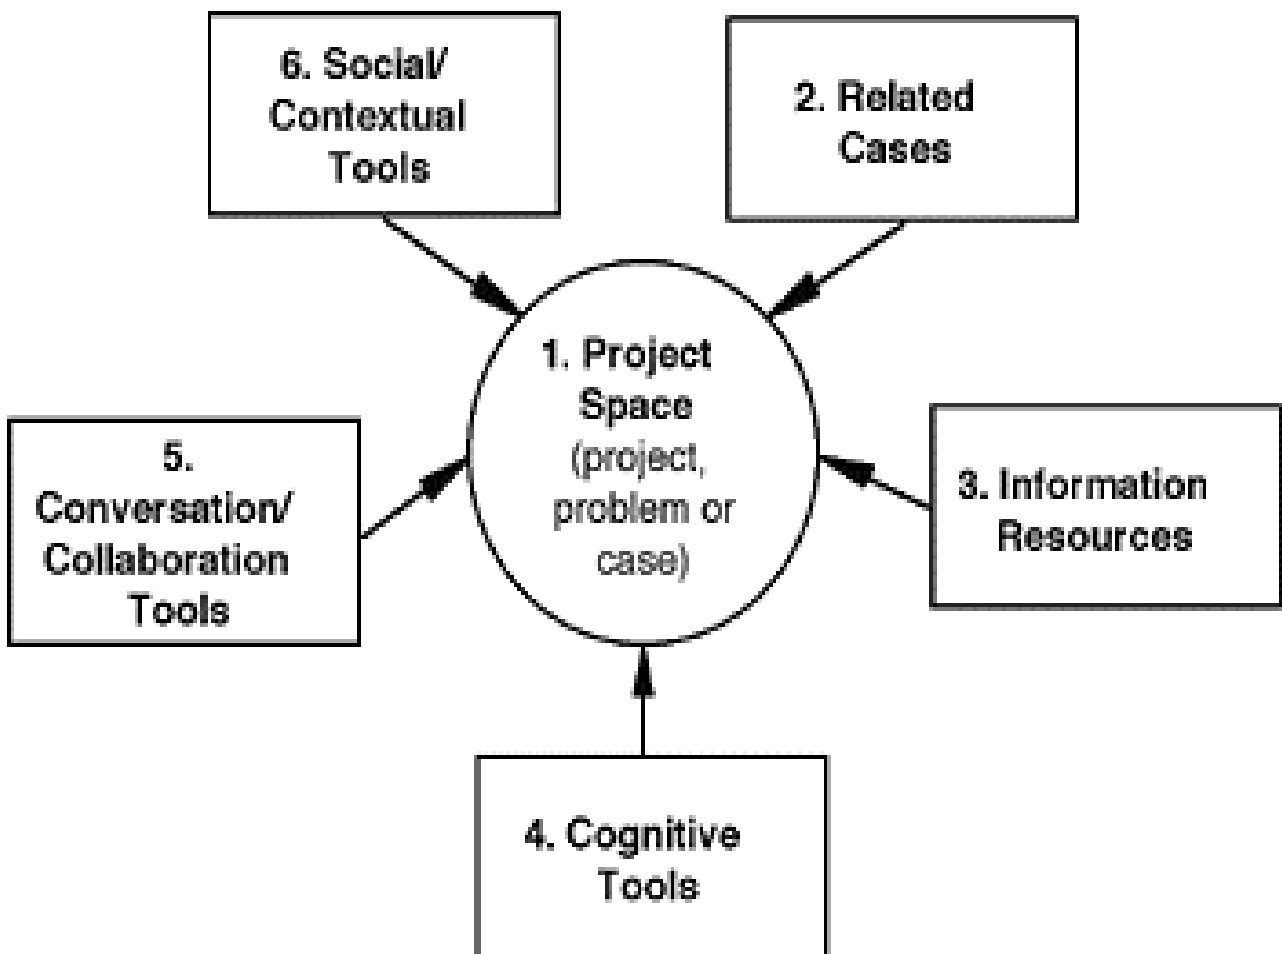 6. Social/
Contextual
Tools
2. Related
Cases
1. Project
Space
(project,
problem or
case)
5.
Conversation/
Collaboration
Tools
3. Information
Resources
4. Cognitive
Tools